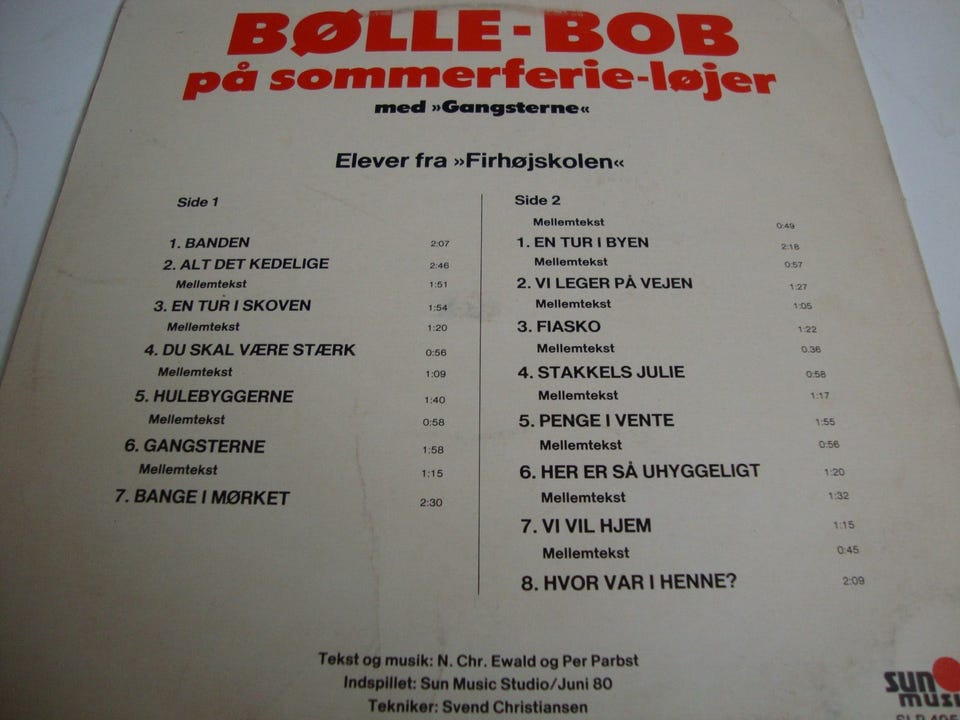 BØLLE-BOB
på sommerferie-løjer
med »Gangsterne«
Elever fra »Firhøjskolen«
Side 1
1. BANDEN 2:07
2. ALT DET KEDELIGE 2:46
Mellemtekst 1:51
3. EN TUR I SKOVEN 1:54
Mellemtekst 1:20
4. DU SKAL VÆRE STÆRK 0:56
Mellemtekst 1:09
5. HULEBYGGERNE 1:40
Mellemtekst 0:58
6. GANGSTERNE 1:58
Mellemtekst 1:15
7. BANGE I MØRKET 2:30
Side 2
Mellemtekst 0:49
1. EN TUR I BYEN 2:18
Mellemtekst 0:57
2. VI LEGER PÅ VEJEN 1:27
Mellemtekst 1:05
3. FIASKO 1:22
Mellemtekst 0.36
4. STAKKELS JULIE 0:58
Mellemtekst 1:17
5. PENGE I VENTE 1:55
Mellemtekst 0:56
6. HER ER SÅ UHYGGELIGT 1:20
Mellemtekst 1:32
7. VI VIL HJEM 1:15
Mellemtekst 0:45
8. HVOR VAR I HENNE? 2:09
Tekst og musik: N. Chr. Ewald og Per Parbst
Indspillet: Sun Music Studio/Juni 80
Tekniker: Svend Christiansen
sun